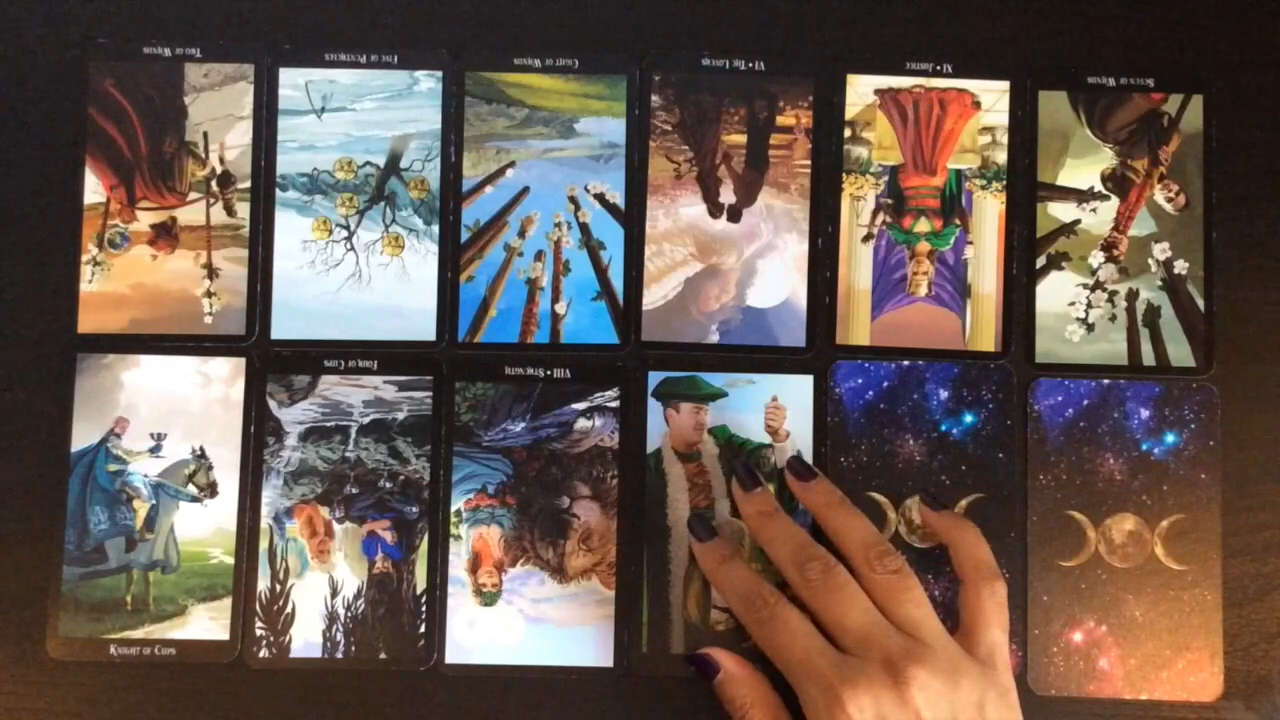 Two of Wands
Five of Pentacles
Eight of Wands
VI • The Lovers
XI • Justice
Seven of Wands
Four of Cups
VIII • Strength
Knight of Cups